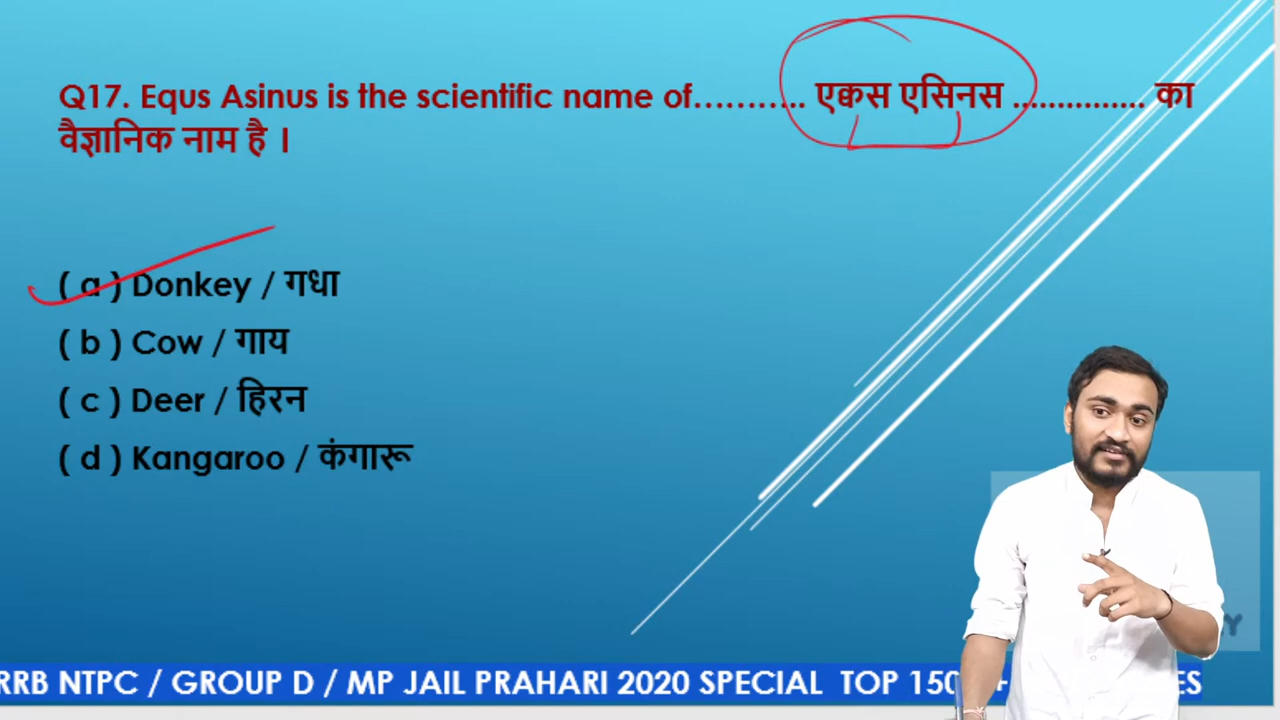 Q17. Equs Asinus is the scientific name of……….. एक्वस एसिनस ............... का
वैज्ञानिक नाम है ।
( a ) Donkey / गधा
( b ) Cow / गाय
( c ) Deer / हिरन
( d ) Kangaroo / कंगारू
RRB NTPC / GROUP D / MP JAIL PRAHARI 2020 SPECIAL TOP 150